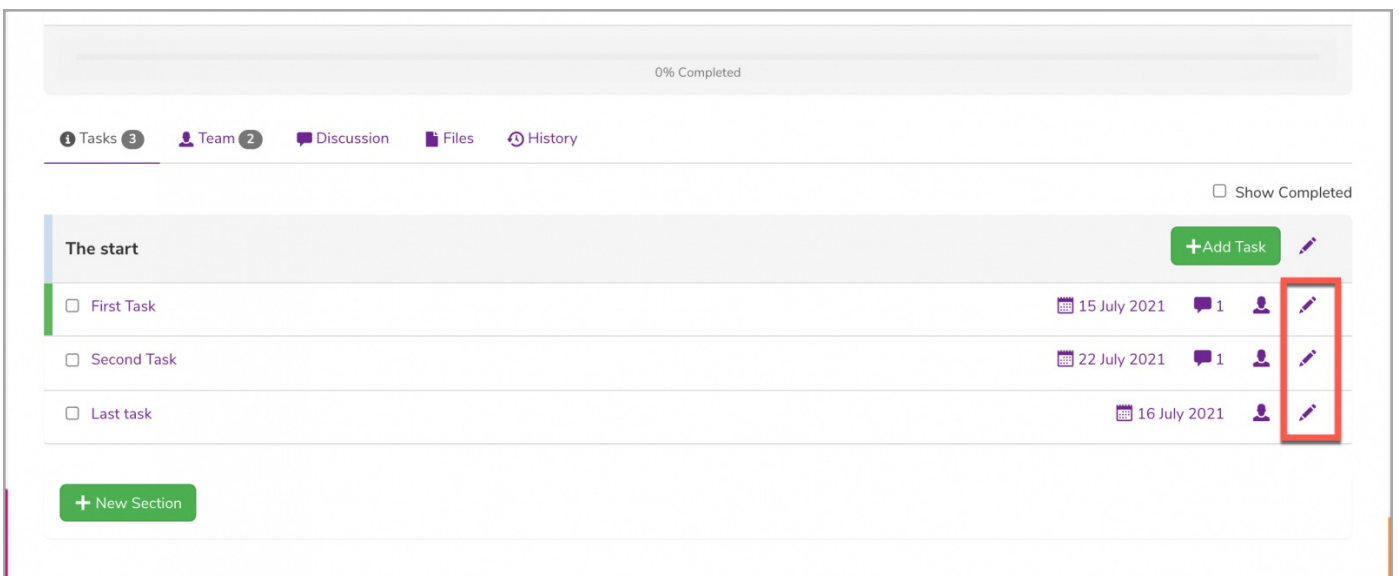 0% Completed
Tasks 3 Team 2 Discussion Files History
Show Completed
The start +Add Task
First Task 15 July 2021 1
Second Task 22 July 2021 1
Last task 16 July 2021
+ New Section